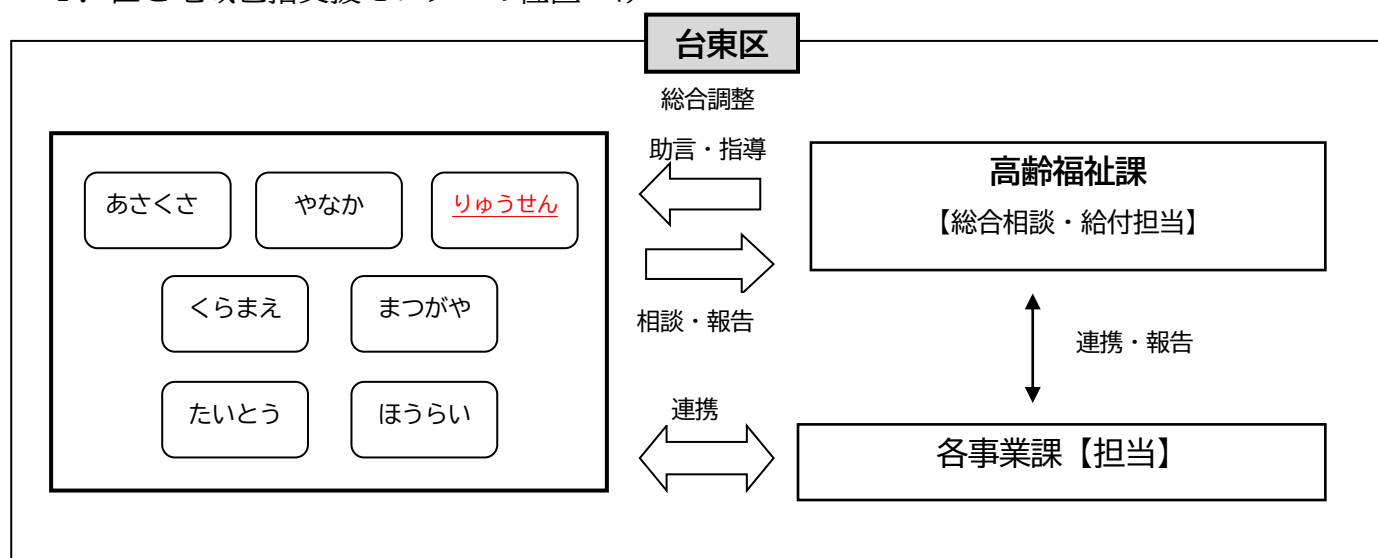 台東区
総合調整
助言・指導
高齢福祉課
【総合相談・給付担当】
あさくさ
やなか
りゅうせん
くらまえ
まつがや
相談・報告
連携・報告
たいとう
ほうらい
連携
各事業課【担当】